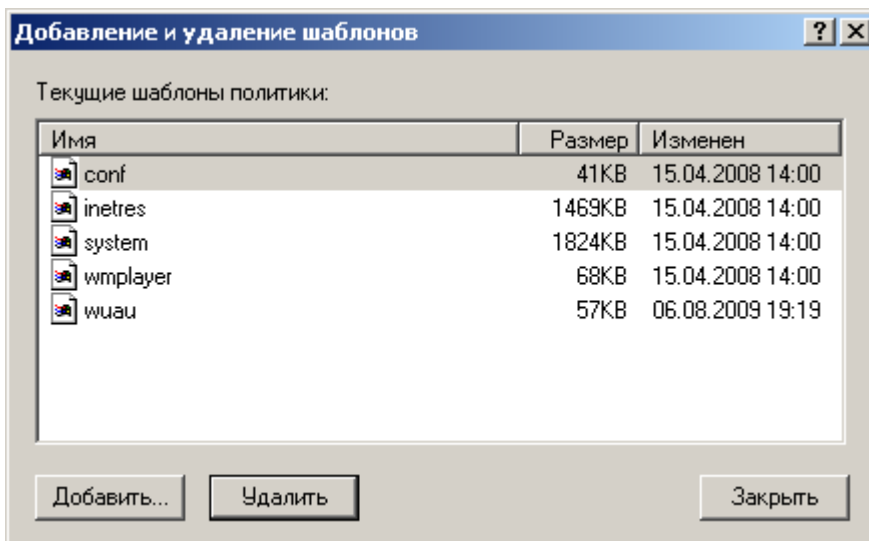 Добавление и удаление шаблонов
Текущие шаблоны политики:
Имя Размер Изменен
conf 41KB 15.04.2008 14:00
inetres 1469KB 15.04.2008 14:00
system 1824KB 15.04.2008 14:00
wmplayer 68KB 15.04.2008 14:00
wuau 57KB 06.08.2009 19:19
Добавить... Удалить Закрыть